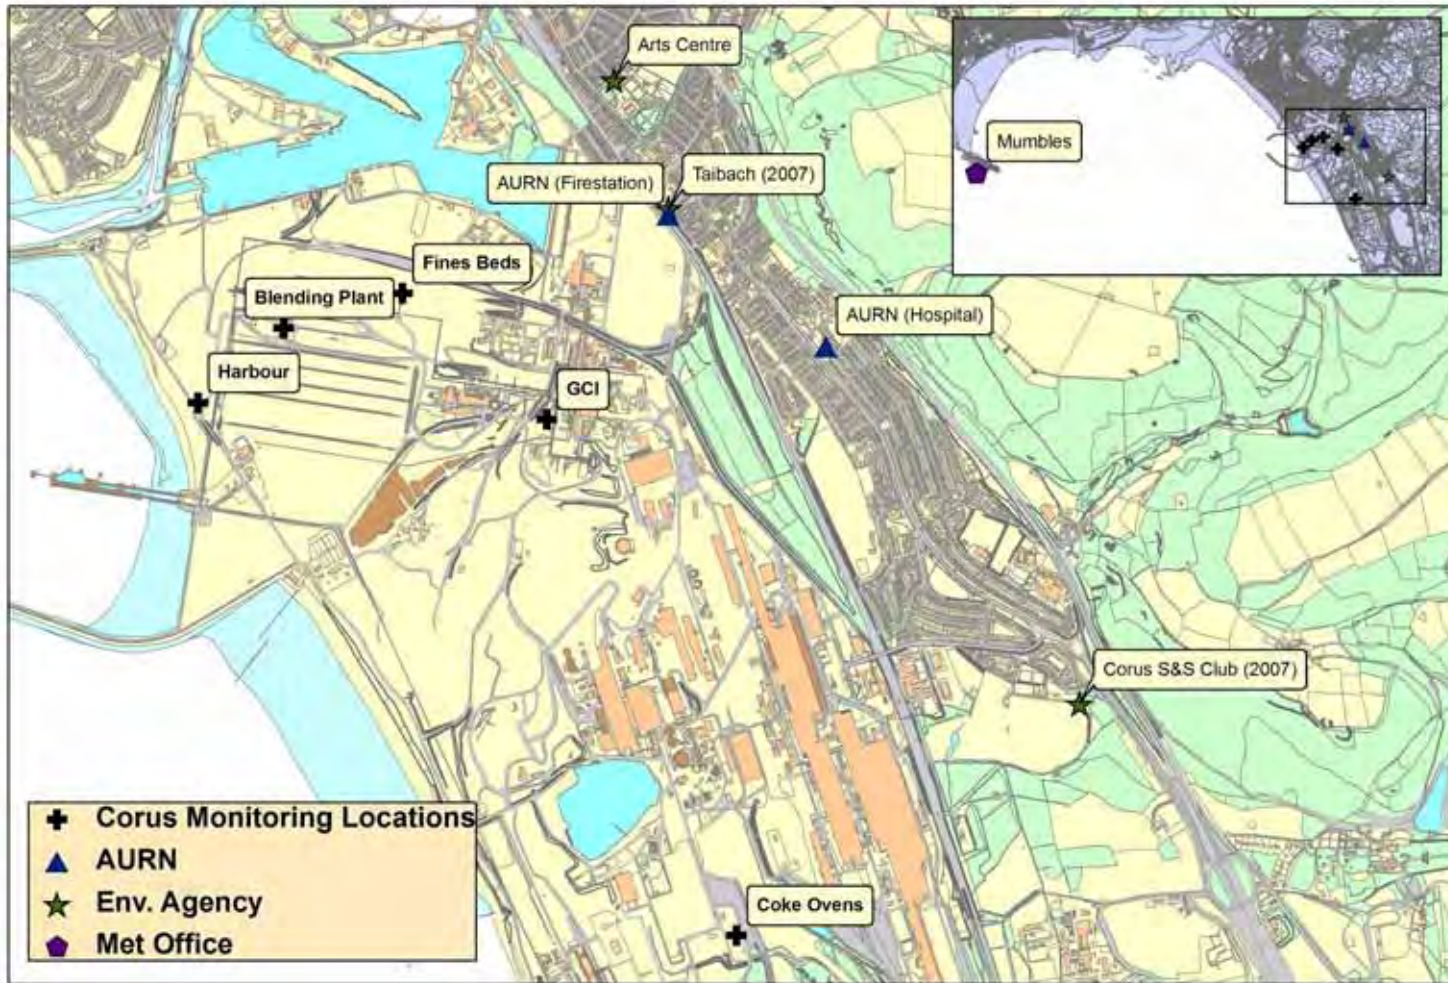 Arts Centre
Mumbles
AURN (Firestation)
Taibach (2007)
Fines Beds
Blending Plant
AURN (Hospital)
Harbour
GCI
Corus S&S Club (2007)
Coke Ovens
Corus Monitoring Locations
AURN
Env. Agency
Met Office